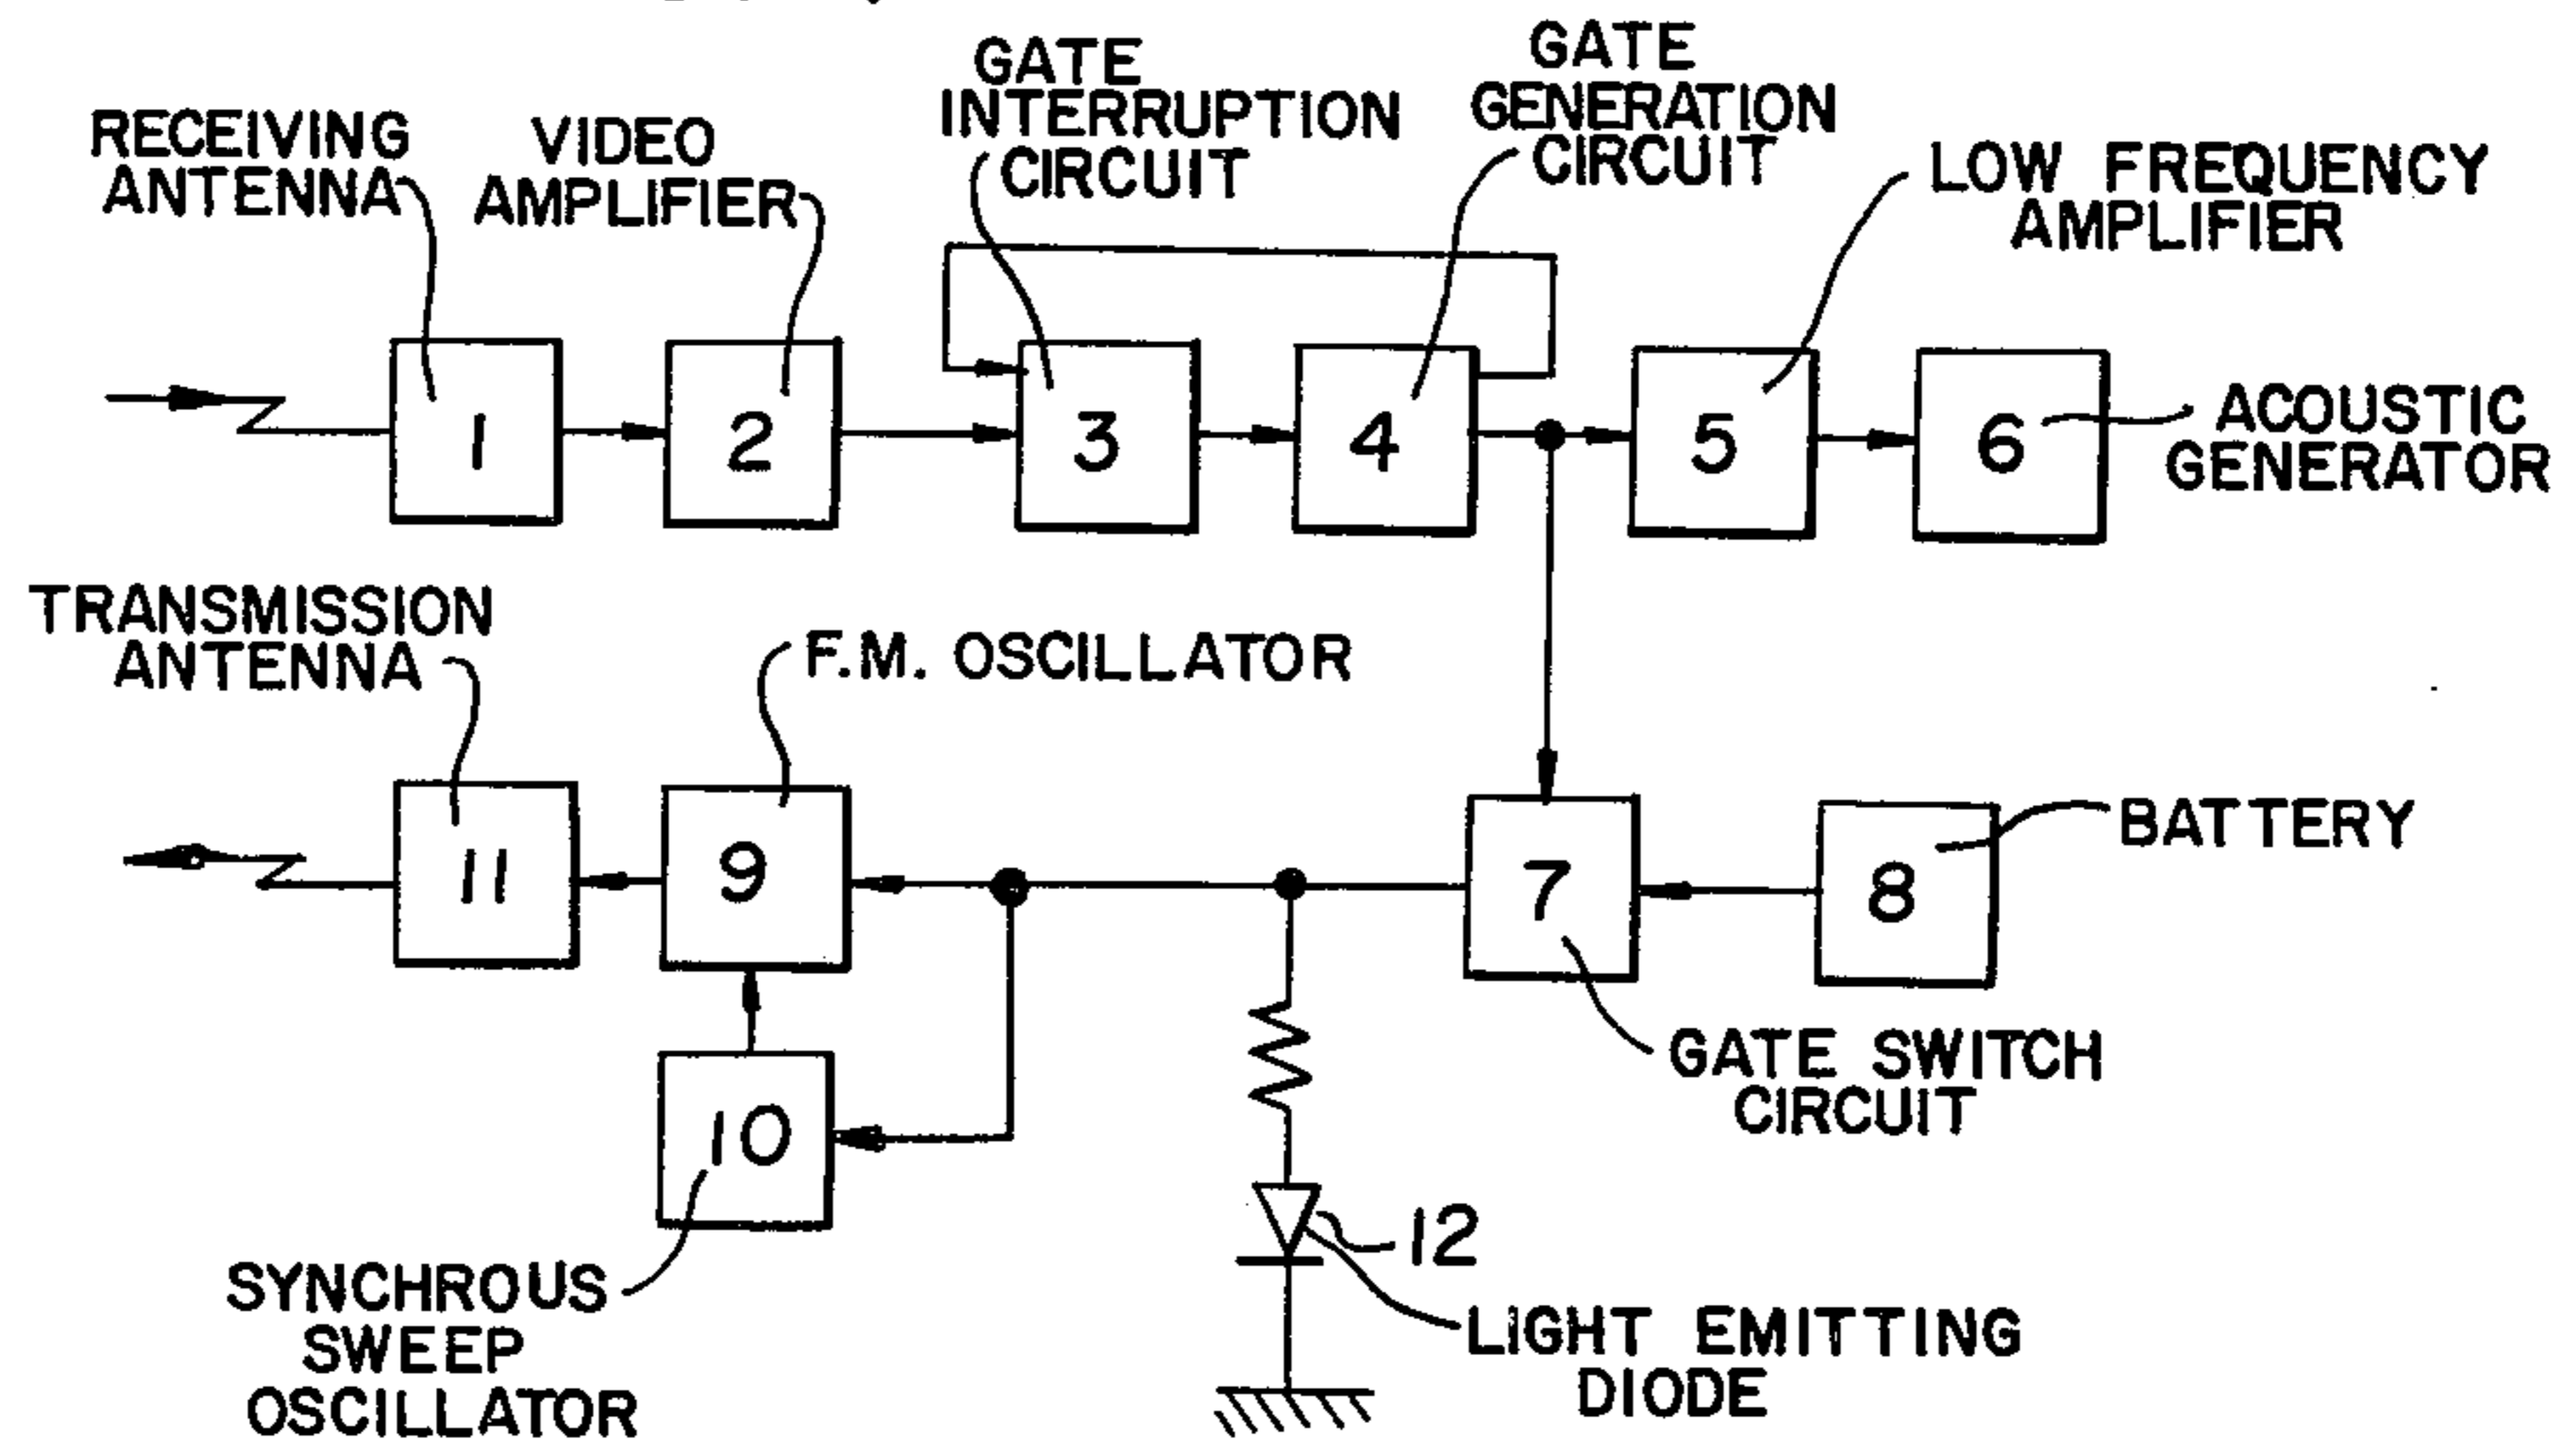 GATE
INTERRUPTION
CIRCUIT
GATE
GENERATION
CIRCUIT
RECEIVING
ANTENNA
VIDEO
AMPLIFIER
LOW FREQUENCY
AMPLIFIER
1
2
3
4
5
6
ACOUSTIC
GENERATOR
TRANSMISSION
ANTENNA
F.M. OSCILLATOR
BATTERY
11
9
7
8
GATE SWITCH
CIRCUIT
10
12
SYNCHROUS
SWEEP
OSCILLATOR
LIGHT EMITTING
DIODE